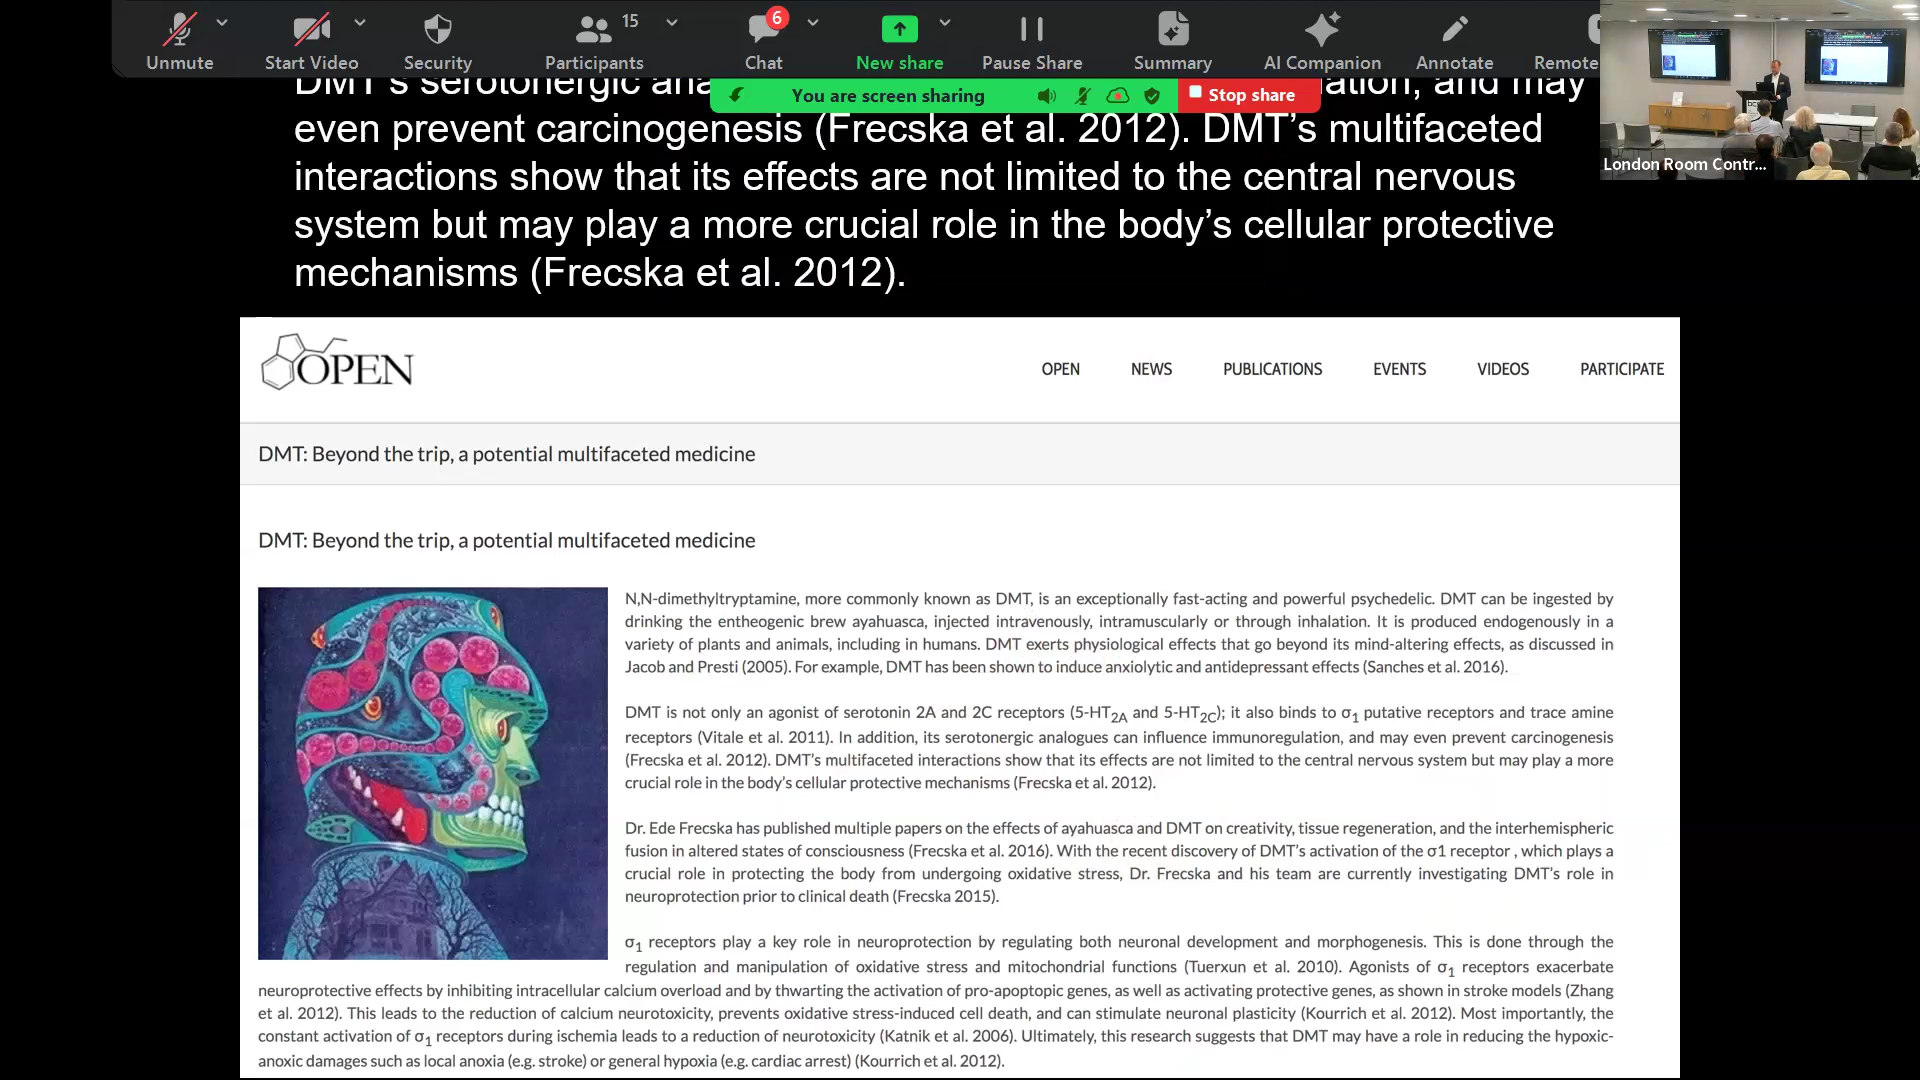 Unmute
Start Video
Security
Participants
15
Chat
6
New share
Pause Share
Summary
AI Companion
Annotate
Remote
You are screen sharing
Stop share
London Room Contr...
DMT's serotonergic ana
ation, and may
even prevent carcinogenesis (Frecska et al. 2012). DMT's multifaceted
interactions show that its effects are not limited to the central nervous
system but may play a more crucial role in the body's cellular protective
mechanisms (Frecska et al. 2012).
OPEN
OPEN NEWS PUBLICATIONS EVENTS VIDEOS PARTICIPATE
DMT: Beyond the trip, a potential multifaceted medicine
DMT: Beyond the trip, a potential multifaceted medicine
N,N-dimethyltryptamine, more commonly known as DMT, is an exceptionally fast-acting and powerful psychedelic. DMT can be ingested by
drinking the entheogenic brew ayahuasca, injected intravenously, intramuscularly or through inhalation. It is produced endogenously in a
variety of plants and animals, including in humans. DMT exerts physiological effects that go beyond its mind-altering effects, as discussed in
Jacob and Presti (2005). For example, DMT has been shown to induce anxiolytic and antidepressant effects (Sanches et al. 2016).
DMT is not only an agonist of serotonin 2A and 2C receptors (5-HT2A and 5-HT2C); it also binds to σ1 putative receptors and trace amine
receptors (Vitale et al. 2011). In addition, its serotonergic analogues can influence immunoregulation, and may even prevent carcinogenesis
(Frecska et al. 2012). DMT's multifaceted interactions show that its effects are not limited to the central nervous system but may play a more
crucial role in the body's cellular protective mechanisms (Frecska et al. 2012).
Dr. Ede Frecska has published multiple papers on the effects of ayahuasca and DMT on creativity, tissue regeneration, and the interhemispheric
fusion in altered states of consciousness (Frecska et al. 2016). With the recent discovery of DMT's activation of the σ1 receptor , which plays a
crucial role in protecting the body from undergoing oxidative stress, Dr. Frecska and his team are currently investigating DMT's role in
neuroprotection prior to clinical death (Frecska 2015).
σ1 receptors play a key role in neuroprotection by regulating both neuronal development and morphogenesis. This is done through the
regulation and manipulation of oxidative stress and mitochondrial functions (Tuerxun et al. 2010). Agonists of σ1 receptors exacerbate
neuroprotective effects by inhibiting intracellular calcium overload and by thwarting the activation of pro-apoptopic genes, as well as activating protective genes, as shown in stroke models (Zhang
et al. 2012). This leads to the reduction of calcium neurotoxicity, prevents oxidative stress-induced cell death, and can stimulate neuronal plasticity (Kourrich et al. 2012). Most importantly, the
constant activation of σ1 receptors during ischemia leads to a reduction of neurotoxicity (Katnik et al. 2006). Ultimately, this research suggests that DMT may have a role in reducing the hypoxic-
anoxic damages such as local anoxia (e.g. stroke) or general hypoxia (e.g. cardiac arrest) (Kourrich et al. 2012).